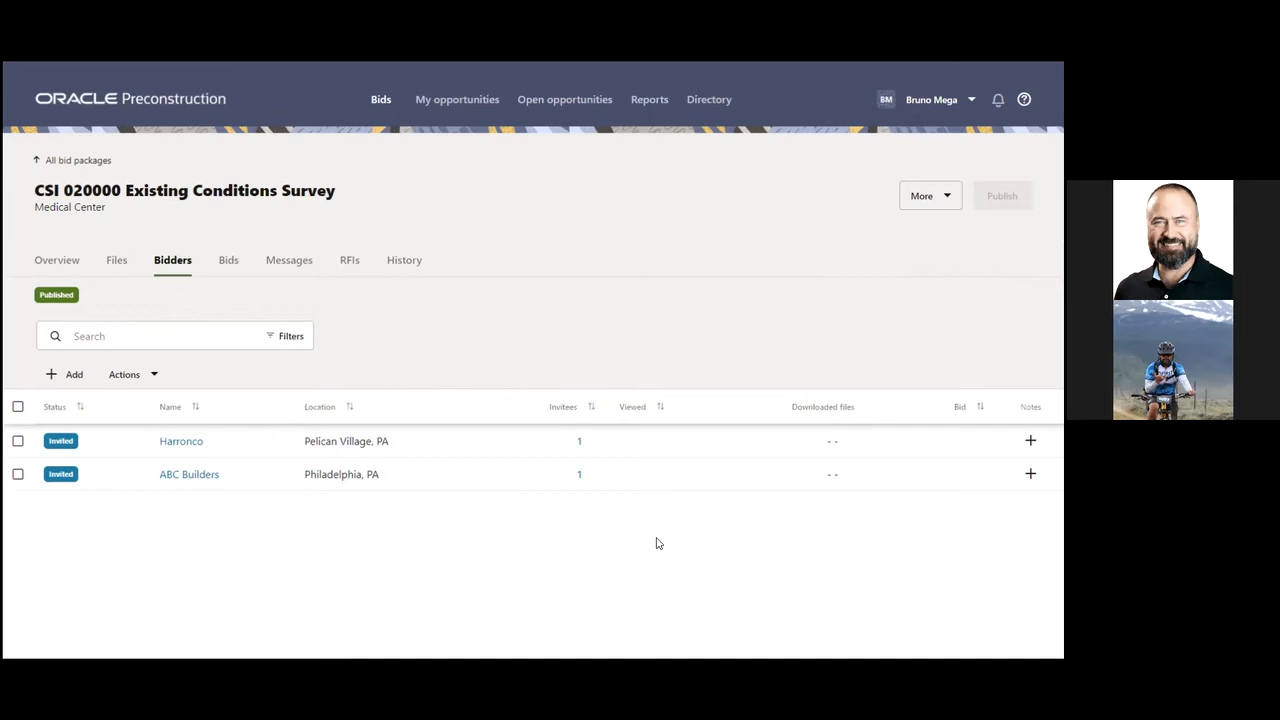 ORACLE Preconstruction
Bids My opportunities Open opportunities Reports Directory
BM Bruno Mega
All bid packages
CSI 020000 Existing Conditions Survey
Medical Center
More Publish
Overview Files Bidders Bids Messages RFIs History
Published
Search Filters
Add Actions
Status Name Location Invitees Viewed Downloaded files Bid Notes
Invited Harronco Pelican Village, PA 1 - -
Invited ABC Builders Philadelphia, PA 1 - -